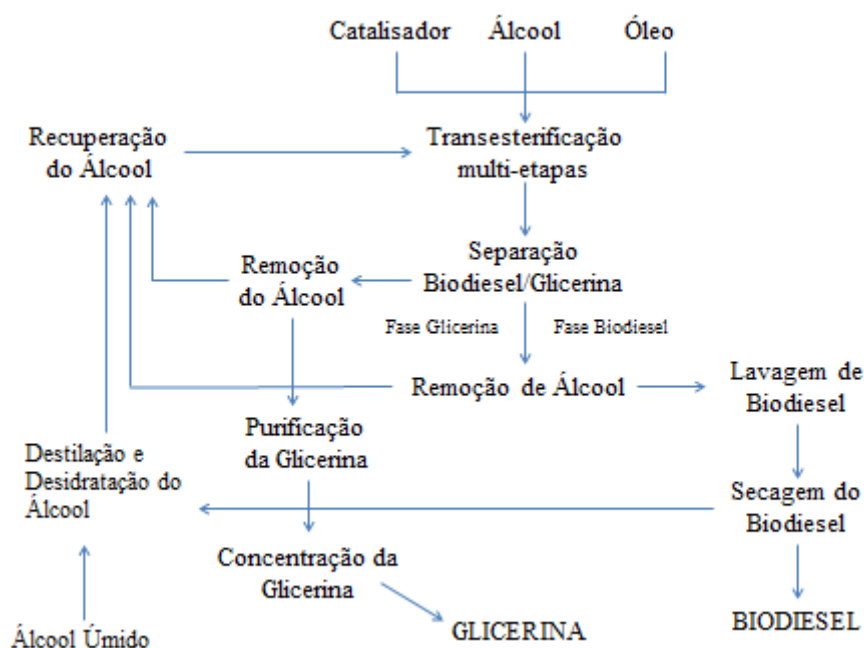 Catalisador
Álcool
Óleo
Recuperação
do Álcool
Transesterificação
multi-etapas
Remoção
do Álcool
Separação
Biodiesel/Glicerina
Fase Glicerina
Fase Biodiesel
Remoção de Álcool
Lavagem de
Biodiesel
Purificação
da Glicerina
Destilação e
Desidratação do
Álcool
Secagem do
Biodiesel
Concentração da
Glicerina
Álcool Úmido
GLICERINA
BIODIESEL